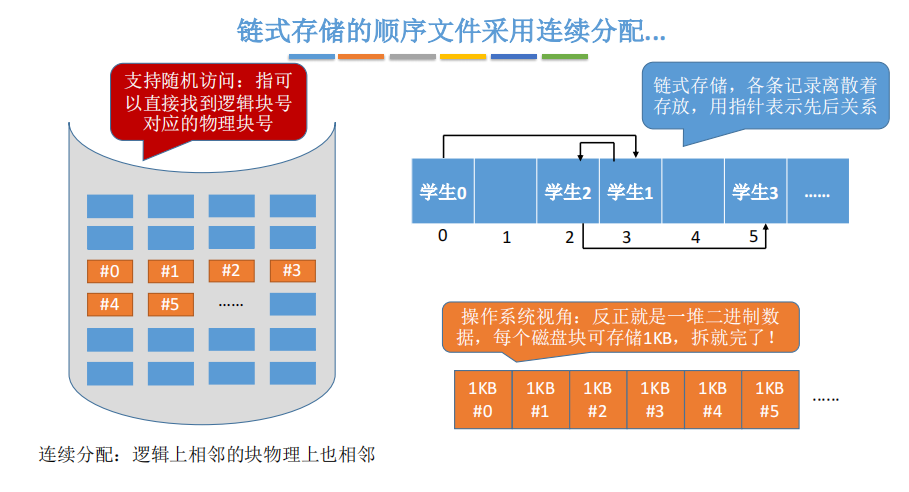 链式存储的顺序文件采用连续分配…
支持随机访问：指可
以直接找到逻辑块号
对应的物理块号
链式存储，各条记录离散着
存放，用指针表示先后关系
学生0 学生2 学生1 学生3 ……
0 1 2 3 4 5
#0 #1 #2 #3
#4 #5 ……
操作系统视角：反正就是一堆二进制数
据，每个磁盘块可存储1KB，拆就完了！
1KB 1KB 1KB 1KB 1KB 1KB
#0 #1 #2 #3 #4 #5 ……
连续分配：逻辑上相邻的块物理上也相邻